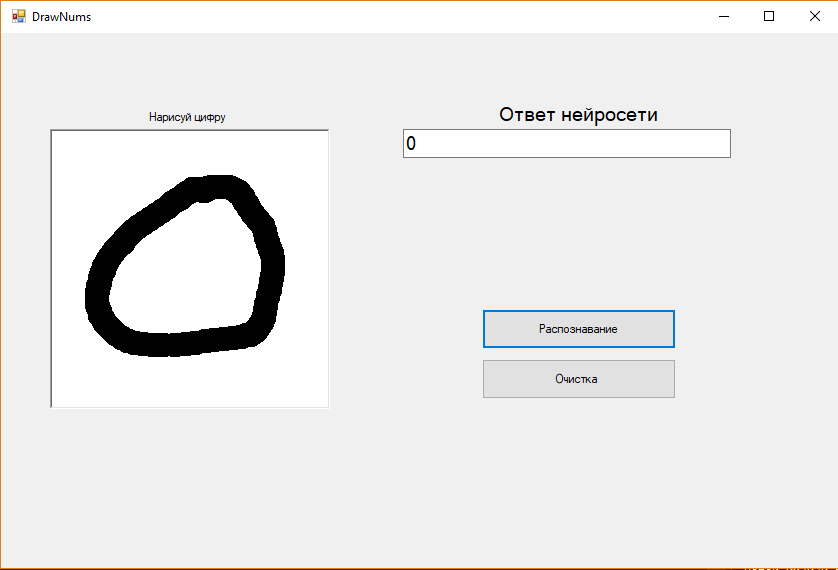 DrawNums
Нарисуй цифру
Ответ нейросети
0
Распознавание
Очистка